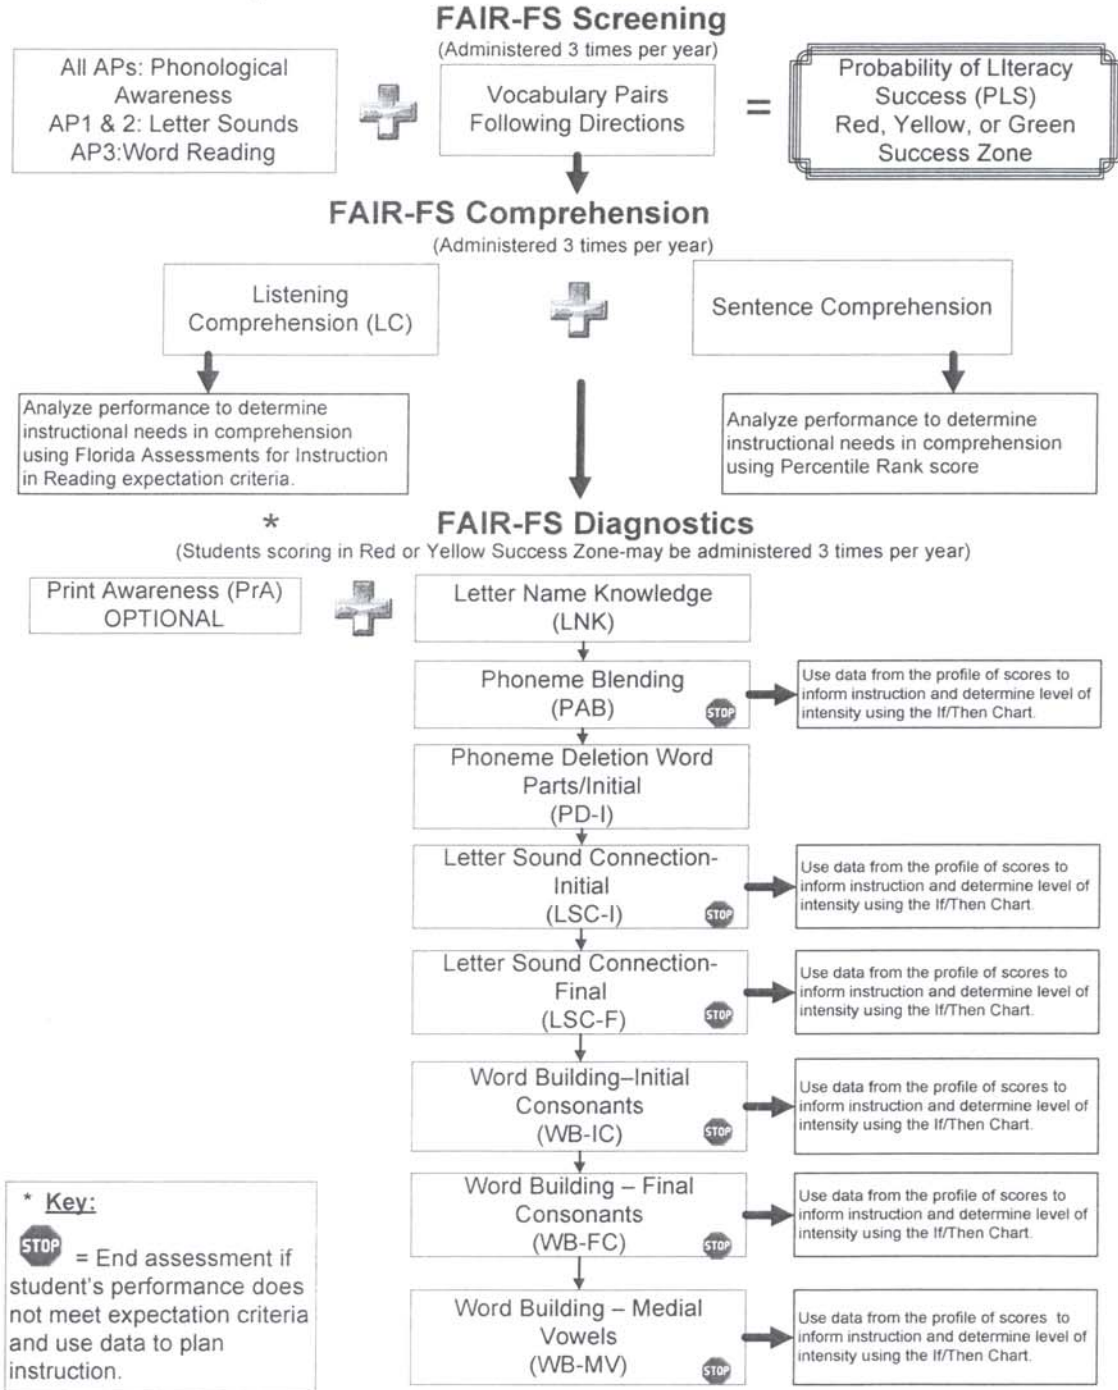 FAIR-FS Screening
(Administered 3 times per year)
All APs: Phonological
Awareness
AP1 & 2: Letter Sounds
AP3:Word Reading
Vocabulary Pairs
Following Directions
=
Probability of LIteracy
Success (PLS)
Red, Yellow, or Green
Success Zone
FAIR-FS Comprehension
(Administered 3 times per year)
Listening
Comprehension (LC)
Sentence Comprehension
Analyze performance to determine
instructional needs in comprehension
using Florida Assessments for Instruction
in Reading expectation criteria.
Analyze performance to determine
instructional needs in comprehension
using Percentile Rank score
* FAIR-FS Diagnostics
(Students scoring in Red or Yellow Success Zone-may be administered 3 times per year)
Print Awareness (PrA)
OPTIONAL
Letter Name Knowledge
(LNK)
Phoneme Blending
(PAB)
STOP
Use data from the profile of scores to
inform instruction and determine level of
intensity using the If/Then Chart.
Phoneme Deletion Word
Parts/Initial
(PD-I)
Letter Sound Connection-
Initial
(LSC-I)
STOP
Use data from the profile of scores to
inform instruction and determine level of
intensity using the If/Then Chart.
Letter Sound Connection-
Final
(LSC-F)
STOP
Use data from the profile of scores to
inform instruction and determine level of
intensity using the If/Then Chart.
Word Building–Initial
Consonants
(WB-IC)
STOP
Use data from the profile of scores to
inform instruction and determine level of
intensity using the If/Then Chart.
Word Building – Final
Consonants
(WB-FC)
STOP
Use data from the profile of scores to
inform instruction and determine level of
intensity using the If/Then Chart.
Word Building – Medial
Vowels
(WB-MV)
STOP
Use data from the profile of scores to
inform instruction and determine level of
intensity using the If/Then Chart.
* Key:
STOP = End assessment if
student's performance does
not meet expectation criteria
and use data to plan
instruction.